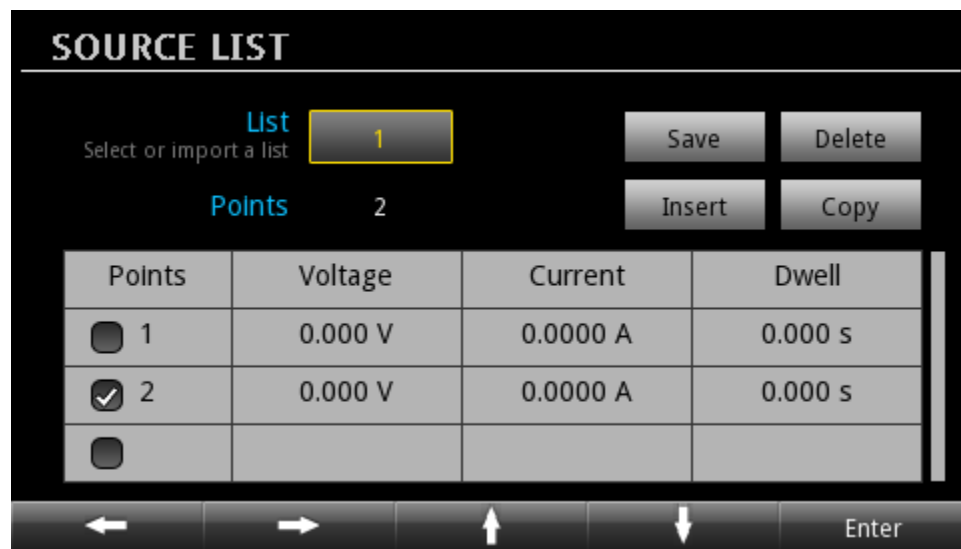 SOURCE LIST
List
Select or import a list
1
Save
Delete
Points
2
Insert
Copy
Points Voltage Current Dwell
1 0.000 V 0.0000 A 0.000 s
2 0.000 V 0.0000 A 0.000 s
Enter